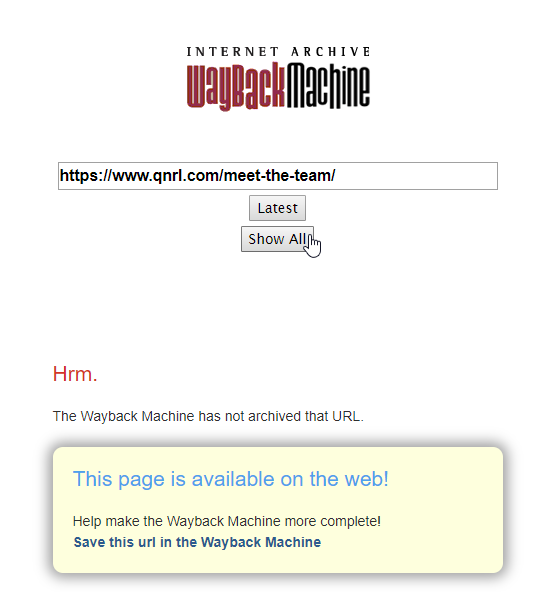 INTERNET ARCHIVE
WayBackMachine
https://www.qnrl.com/meet-the-team/
Latest
Show All
Hrm.
The Wayback Machine has not archived that URL.
This page is available on the web!
Help make the Wayback Machine more complete!
Save this url in the Wayback Machine